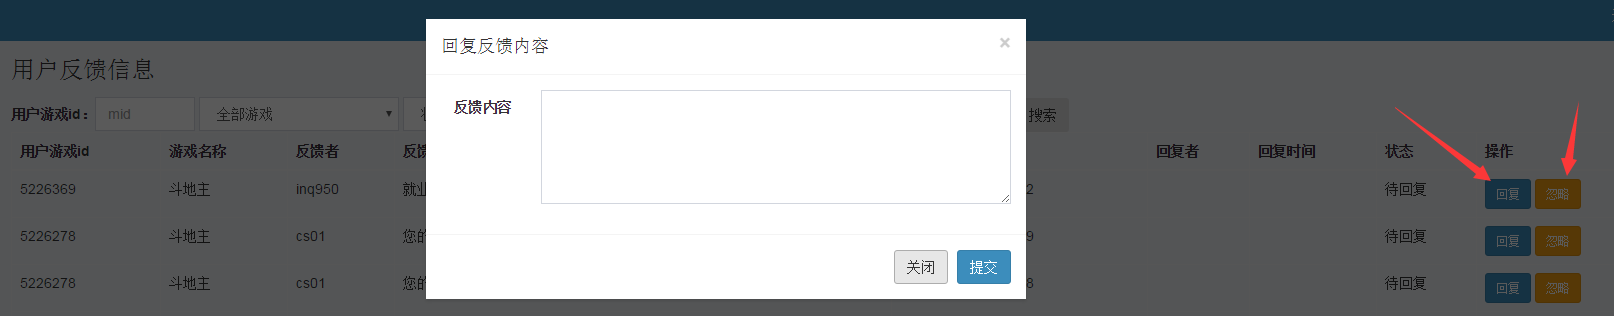 回复反馈内容 ×
用户反馈信息
反馈内容
用户游戏id： mid 全部游戏 搜索
用户游戏id 游戏名称 反馈者 反馈 回复者 回复时间 状态 操作
5226369 斗地主 inq950 就业 2 待回复 回复 忽略
5226278 斗地主 cs01 您的 9 待回复 回复 忽略
关闭 提交
5226278 斗地主 cs01 您的 8 待回复 回复 忽略